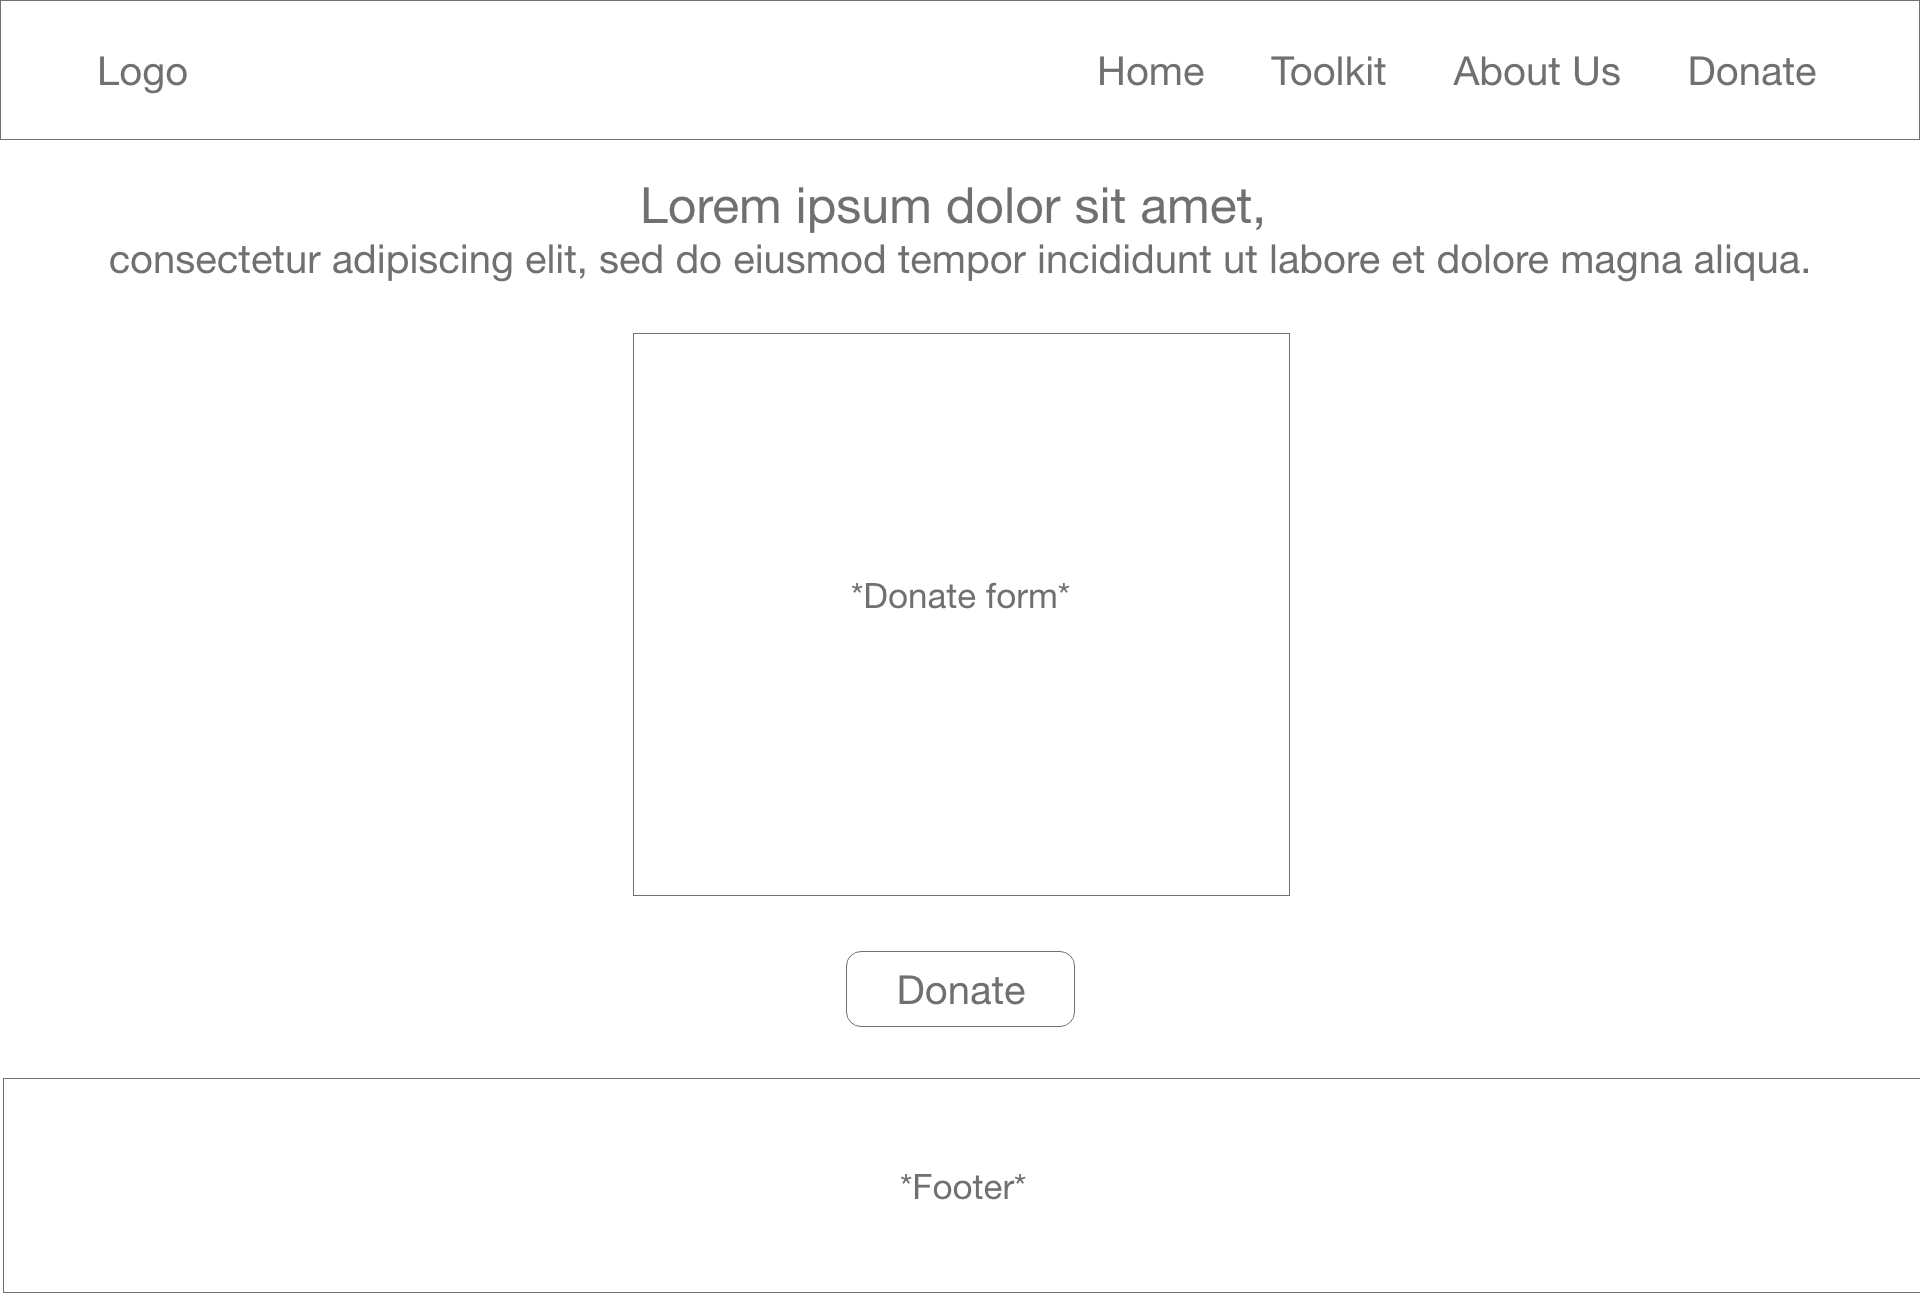 Logo Home Toolkit About Us Donate
Lorem ipsum dolor sit amet,
consectetur adipiscing elit, sed do eiusmod tempor incididunt ut labore et dolore magna aliqua.
*Donate form*
Donate
*Footer*